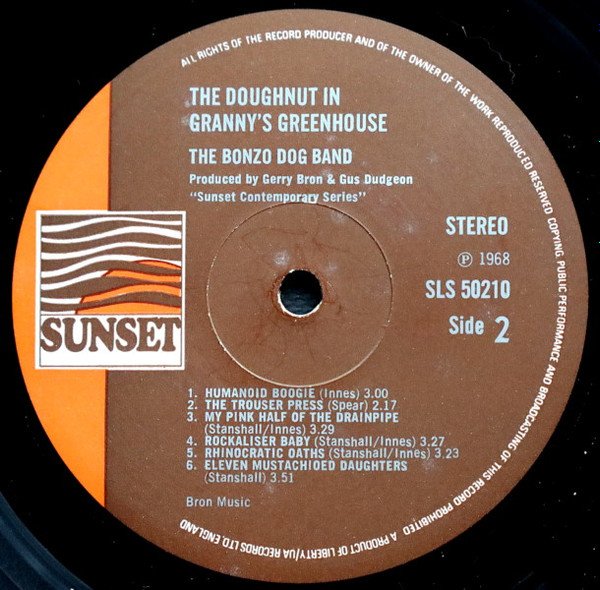 ALL RIGHTS OF THE RECORD PRODUCER AND OF THE OWNER OF THE WORK REPRODUCED RESERVED COPYING, PUBLIC PERFORMANCE AND BROADCASTING OF THIS RECORD PROHIBITED A PRODUCT OF LIBERTY/UA RECORDS LTD, ENGLAND
THE DOUGHNUT IN
GRANNY'S GREENHOUSE
THE BONZO DOG BAND
Produced by Gerry Bron & Gus Dudgeon
"Sunset Contemporary Series"
STEREO
℗ 1968
SLS 50210
Side 2
SUNSET
1. HUMANOID BOOGIE (Innes) 3.00
2. THE TROUSER PRESS (Spear) 2.17
3. MY PINK HALF OF THE DRAINPIPE
(Stanshall/Innes) 3.29
4. ROCKALISER BABY (Stanshall/Innes) 3.27
5. RHINOCRATIC OATHS (Stanshall/Innes) 3.23
6. ELEVEN MUSTACHIOED DAUGHTERS
(Stanshall) 3.51
Bron Music